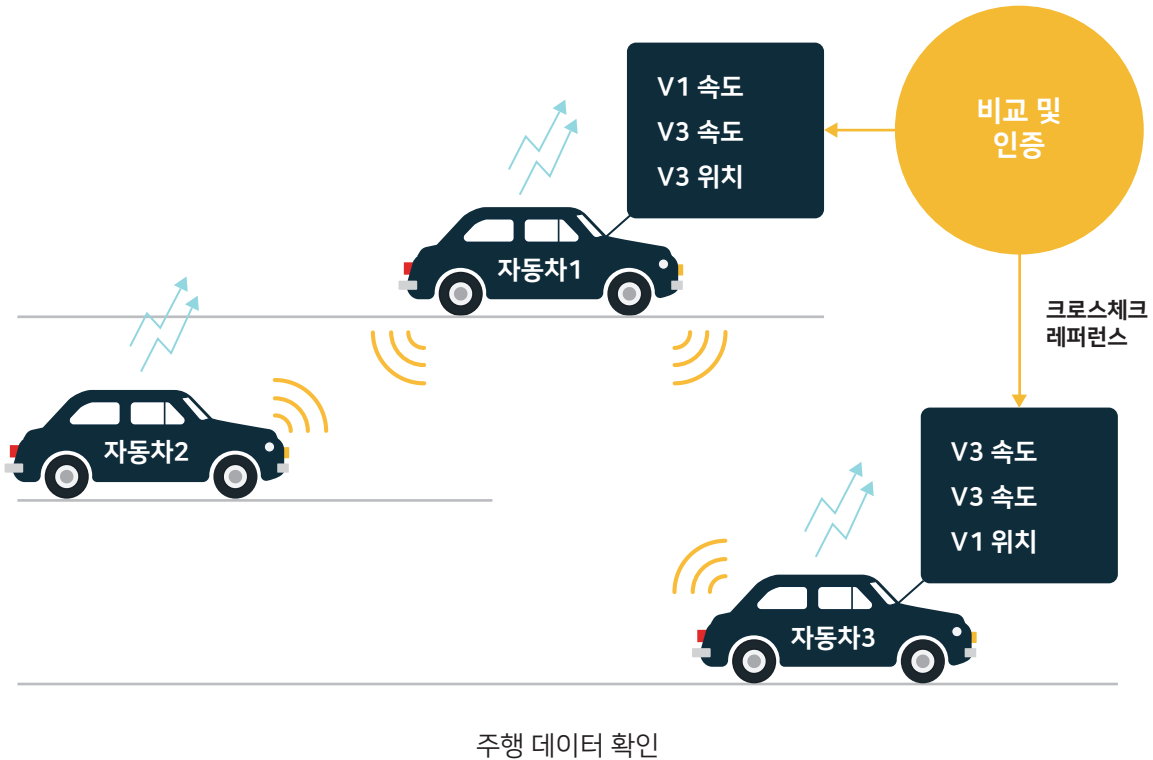 V1 속도
V3 속도
V3 위치
비교 및
인증
자동차1
크로스체크
레퍼런스
자동차2
V3 속도
V3 속도
V1 위치
자동차3
주행 데이터 확인